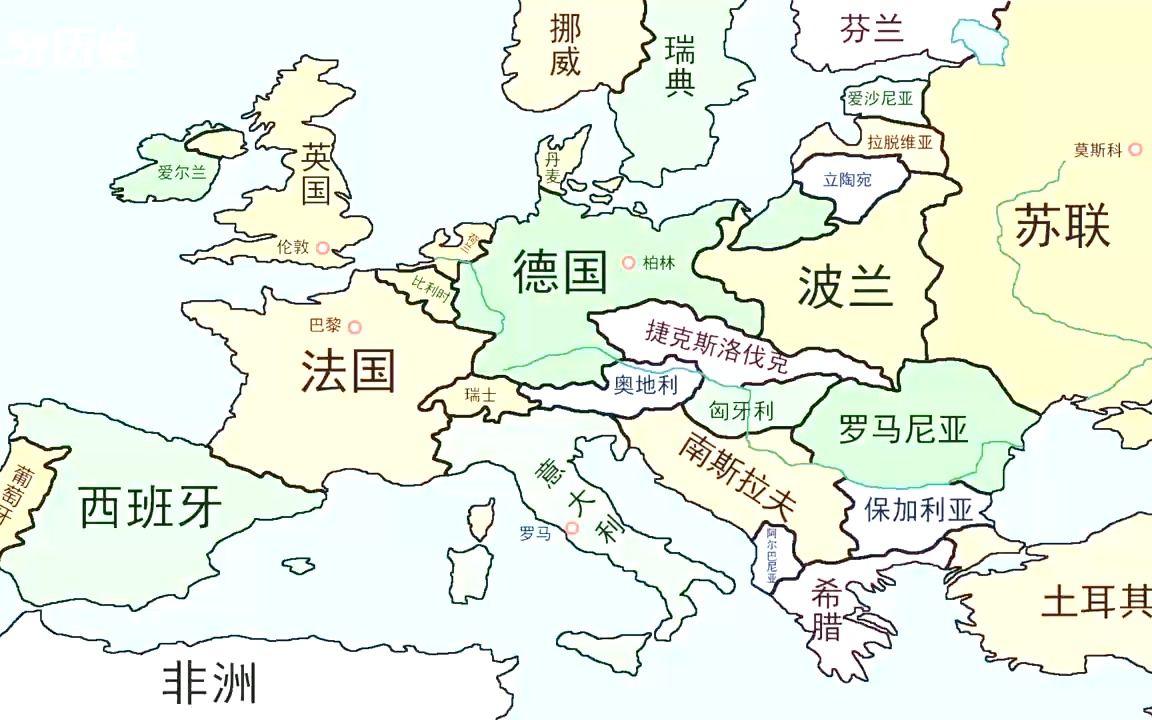 历史
挪威
瑞典
芬兰
爱沙尼亚
拉脱维亚
立陶宛
莫斯科
苏联
爱尔兰
英国
伦敦
丹麦
荷兰
比利时
德国
柏林
波兰
捷克斯洛伐克
巴黎
法国
瑞士
奥地利
匈牙利
罗马尼亚
南斯拉夫
保加利亚
葡萄牙
西班牙
意大利
罗马
阿尔巴尼亚
希腊
土耳其
非洲